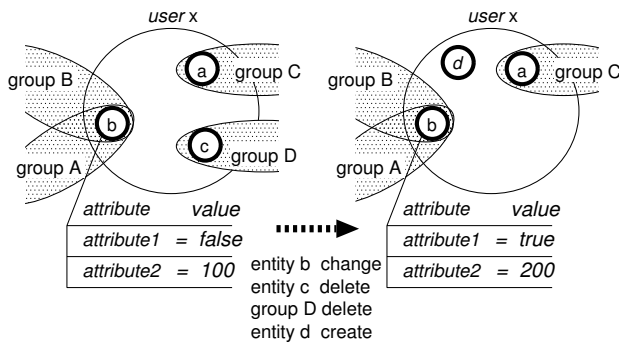 user x
group B
a
group C
b
c
group D
group A
attribute value
attribute1 = false
attribute2 = 100
entity b change
entity c delete
group D delete
entity d create
user x
group B
d
a
group C
b
group A
attribute value
attribute1 = true
attribute2 = 200